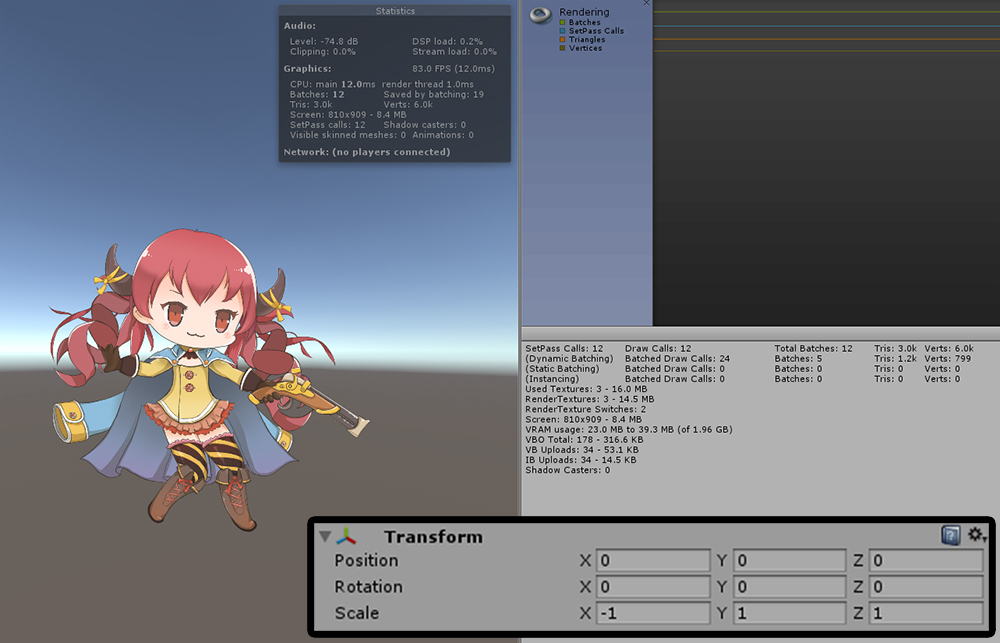 Statistics
Audio:
Level: -74.8 dB DSP load: 0.2%
Clipping: 0.0% Stream load: 0.0%
Graphics: 83.0 FPS (12.0ms)
CPU: main 12.0ms render thread 1.0ms
Batches: 12 Saved by batching: 19
Tris: 3.0k Verts: 6.0k
Screen: 810x909 - 8.4 MB
SetPass calls: 12 Shadow casters: 0
Visible skinned meshes: 0 Animations: 0
Network: (no players connected)
Rendering
Batches
SetPass Calls
Triangles
Vertices
SetPass Calls: 12 Draw Calls: 12 Total Batches: 12 Tris: 3.0k Verts: 6.0k
(Dynamic Batching) Batched Draw Calls: 24 Batches: 5 Tris: 1.2k Verts: 799
(Static Batching) Batched Draw Calls: 0 Batches: 0 Tris: 0 Verts: 0
(Instancing) Batched Draw Calls: 0 Batches: 0 Tris: 0 Verts: 0
Used Textures: 3 - 16.0 MB
RenderTextures: 3 - 14.5 MB
RenderTexture Switches: 2
Screen: 810x909 - 8.4 MB
VRAM usage: 23.0 MB to 39.3 MB (of 1.96 GB)
VBO Total: 178 - 316.6 KB
VB Uploads: 34 - 53.1 KB
IB Uploads: 34 - 14.5 KB
Shadow Casters: 0
Transform
Position X 0 Y 0 Z 0
Rotation X 0 Y 0 Z 0
Scale X -1 Y 1 Z 1